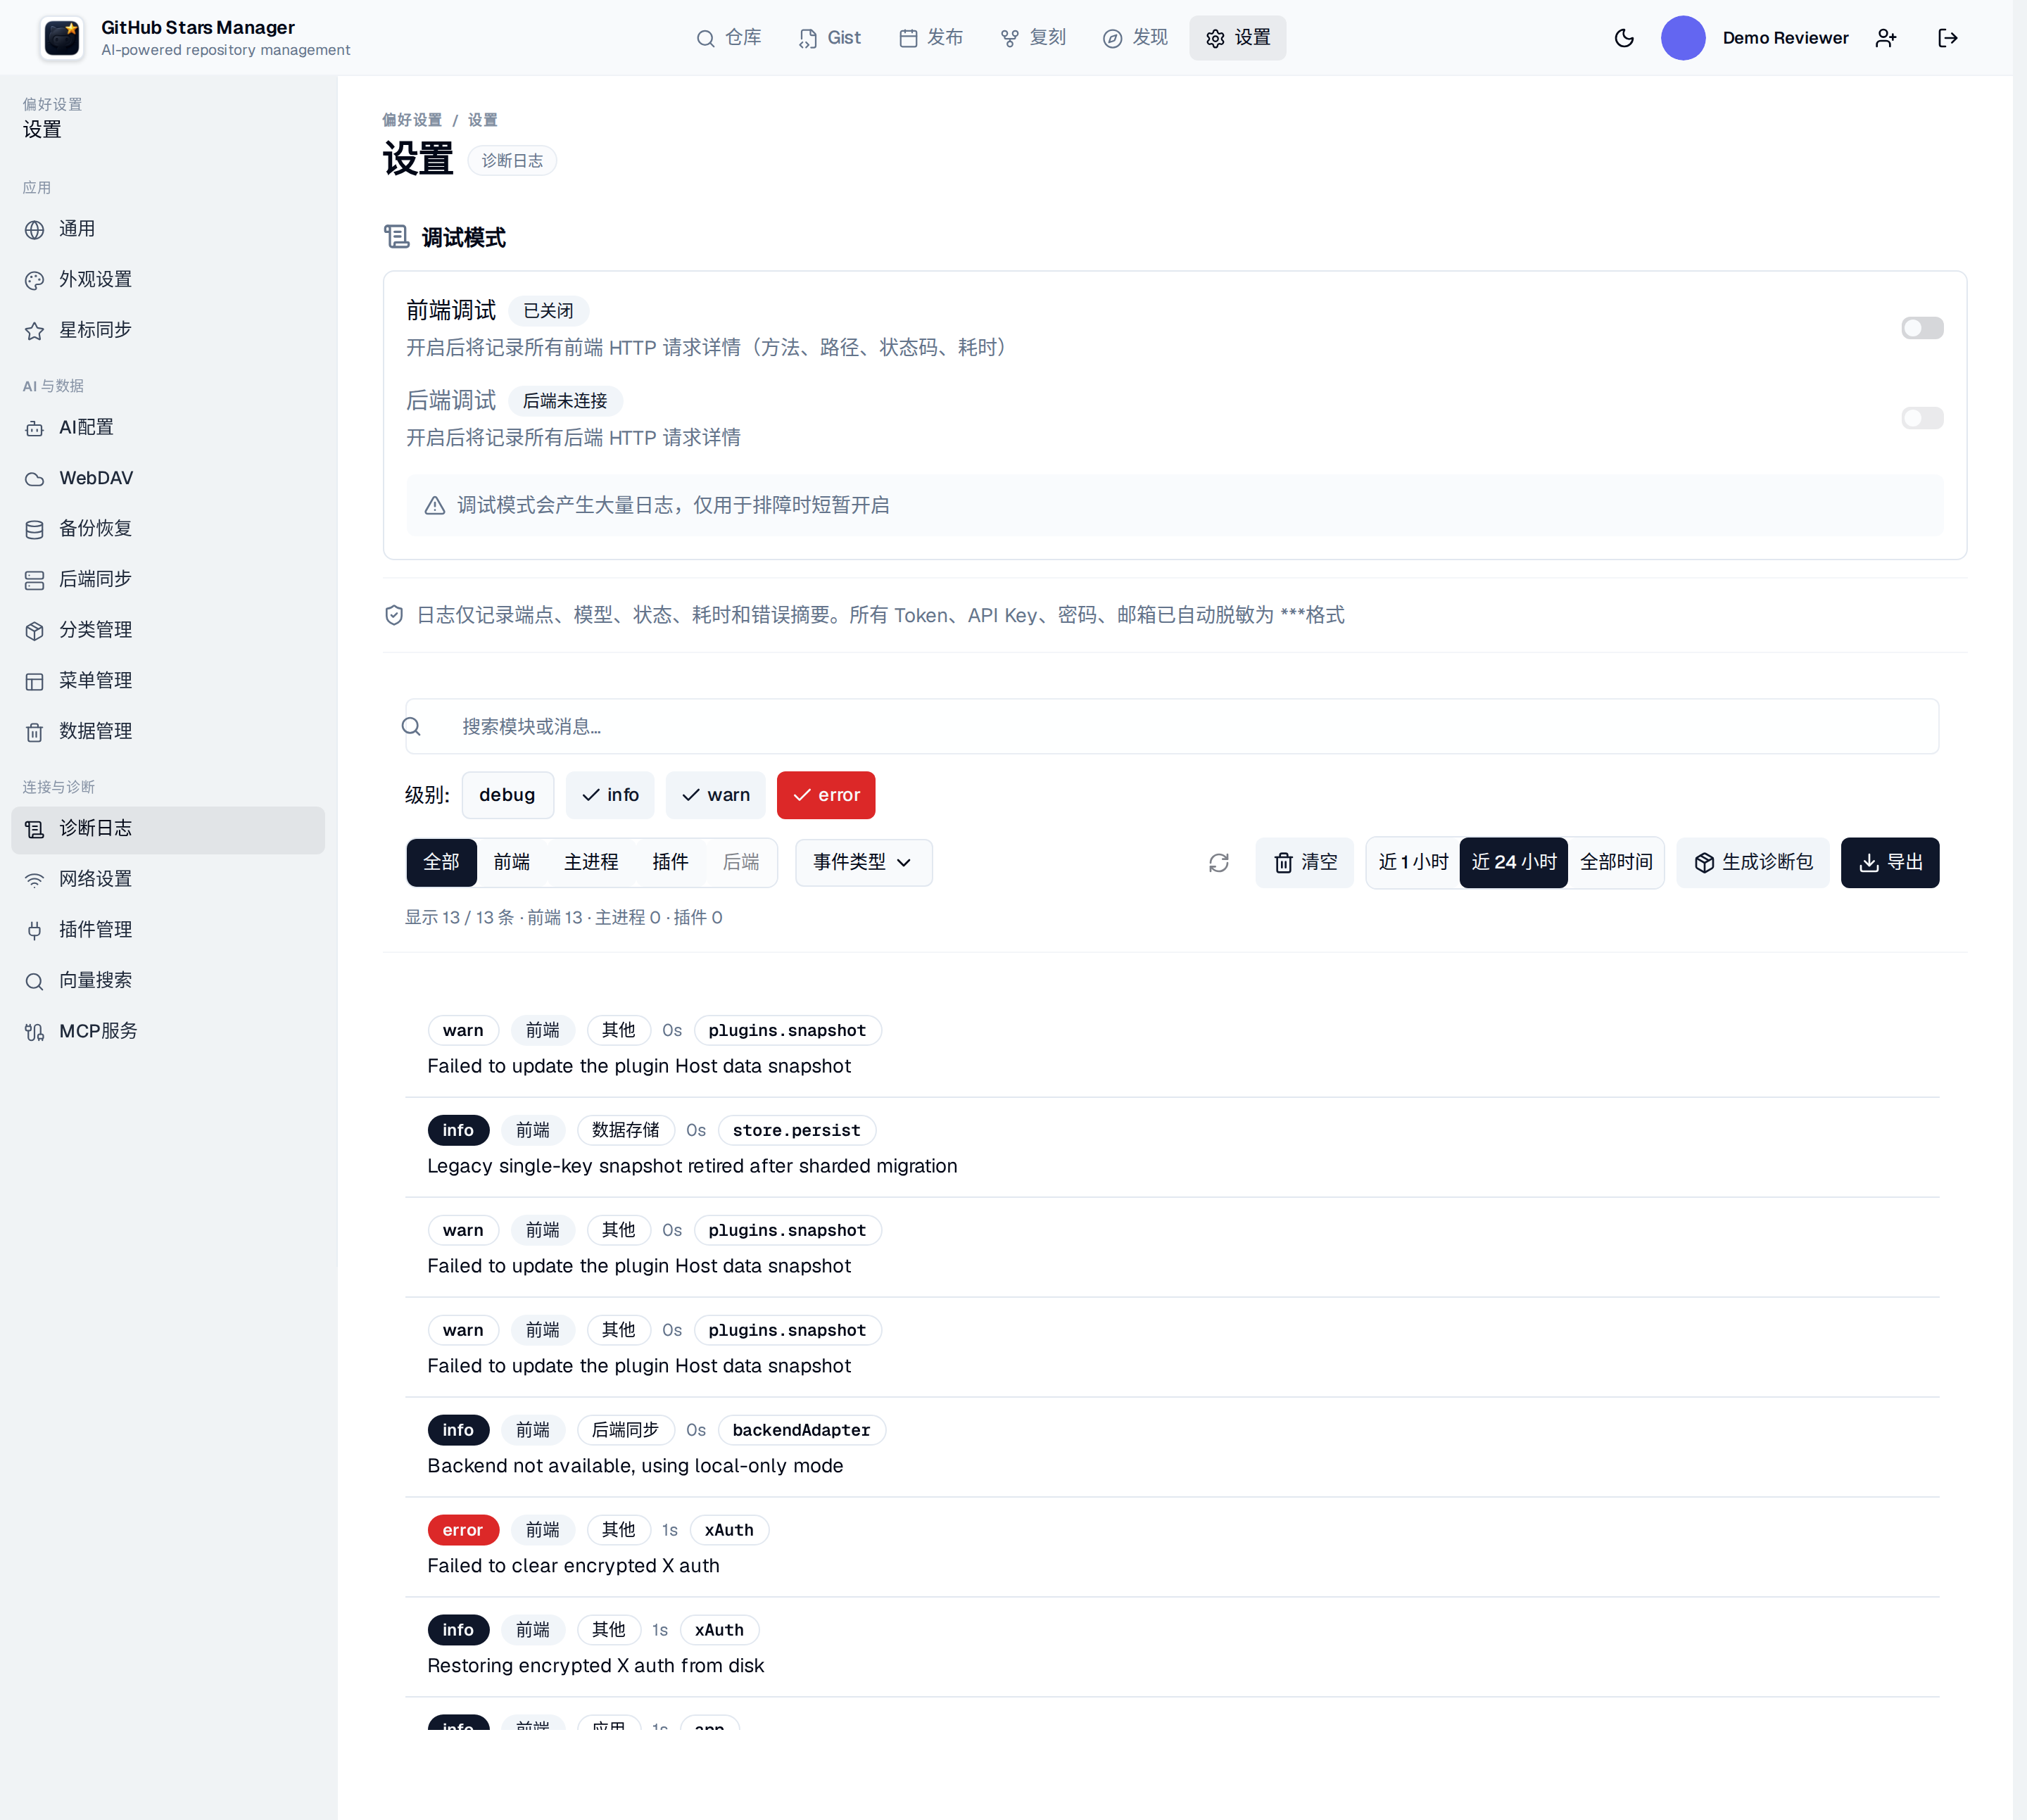 GitHub Stars Manager
AI-powered repository management
仓库
Gist
发布
复刻
发现
设置
Demo Reviewer
偏好设置
设置
应用
通用
外观设置
星标同步
AI 与数据
AI配置
WebDAV
备份恢复
后端同步
分类管理
菜单管理
数据管理
连接与诊断
诊断日志
网络设置
插件管理
向量搜索
MCP服务
偏好设置 / 设置
设置 诊断日志
调试模式
前端调试 已关闭
开启后将记录所有前端 HTTP 请求详情（方法、路径、状态码、耗时）
后端调试 后端未连接
开启后将记录所有后端 HTTP 请求详情
调试模式会产生大量日志，仅用于排障时短暂开启
日志仅记录端点、模型、状态、耗时和错误摘要。所有 Token、API Key、密码、邮箱已自动脱敏为 ***格式
搜索模块或消息...
级别: debug info warn error
全部 前端 主进程 插件 后端 事件类型 清空 近 1 小时 近 24 小时 全部时间 生成诊断包 导出
显示 13 / 13 条 · 前端 13 · 主进程 0 · 插件 0
warn 前端 其他 0s plugins.snapshot
Failed to update the plugin Host data snapshot
info 前端 数据存储 0s store.persist
Legacy single-key snapshot retired after sharded migration
warn 前端 其他 0s plugins.snapshot
Failed to update the plugin Host data snapshot
warn 前端 其他 0s plugins.snapshot
Failed to update the plugin Host data snapshot
info 前端 后端同步 0s backendAdapter
Backend not available, using local-only mode
error 前端 其他 1s xAuth
Failed to clear encrypted X auth
info 前端 其他 1s xAuth
Restoring encrypted X auth from disk
info 前端 应用 1s app